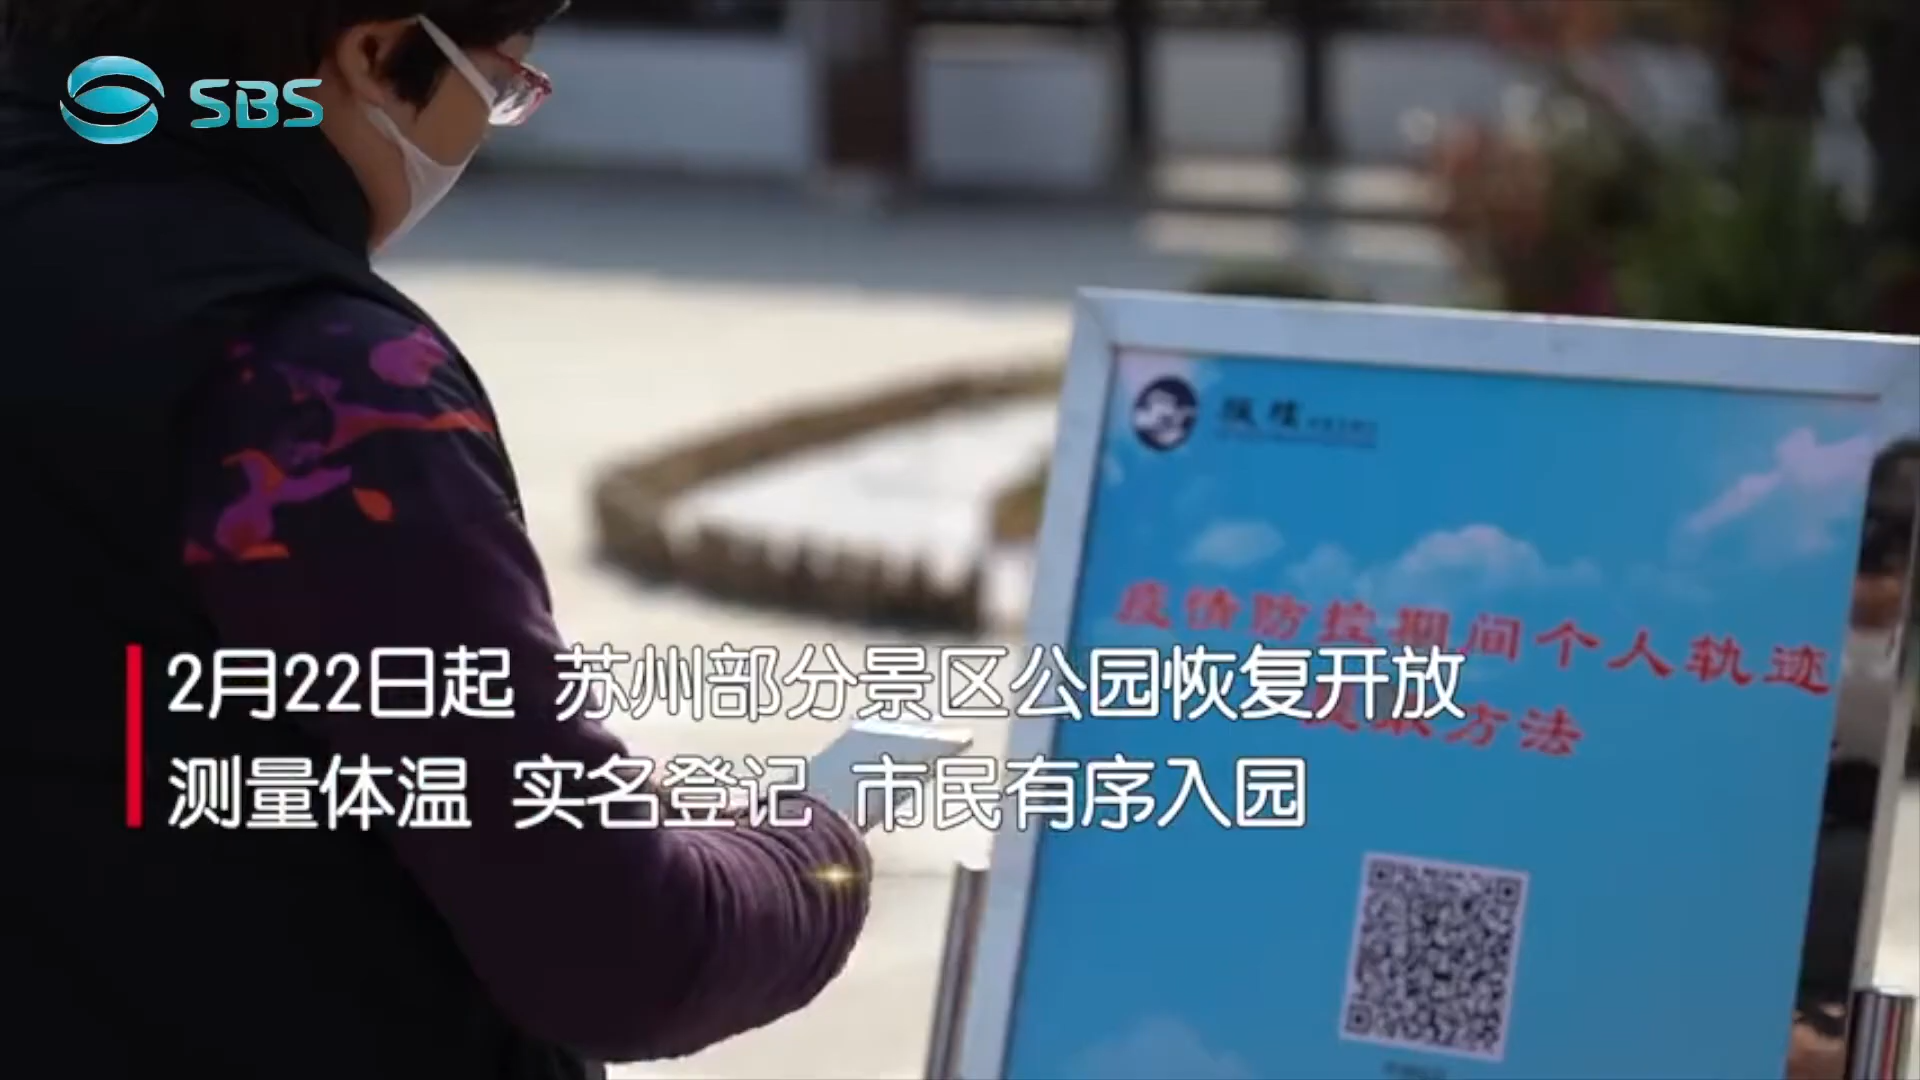 SBS
疫情防控期间个人轨迹
2月22日起 苏州部分景区公园恢复开放
方法
测量体温 实名登记 市民有序入园